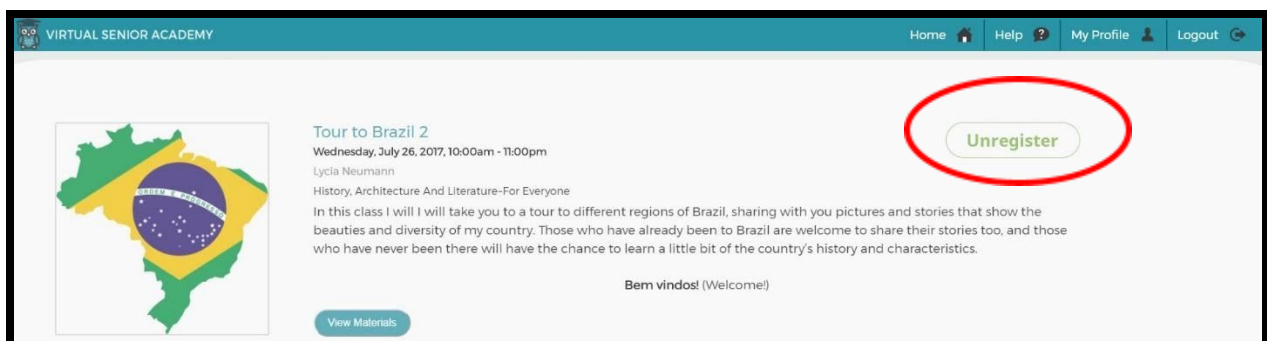 VIRTUAL SENIOR ACADEMY
Home
Help
My Profile
Logout
Tour to Brazil 2
Wednesday, July 26, 2017, 10:00am - 11:00pm
Lycia Neumann
History, Architecture And Literature-For Everyone
In this class I will I will take you to a tour to different regions of Brazil, sharing with you pictures and stories that show the
beauties and diversity of my country. Those who have already been to Brazil are welcome to share their stories too, and those
who have never been there will have the chance to learn a little bit of the country's history and characteristics.
Bem vindos! (Welcome!)
View Materials
Unregister
ORDEM E PROGRESSO